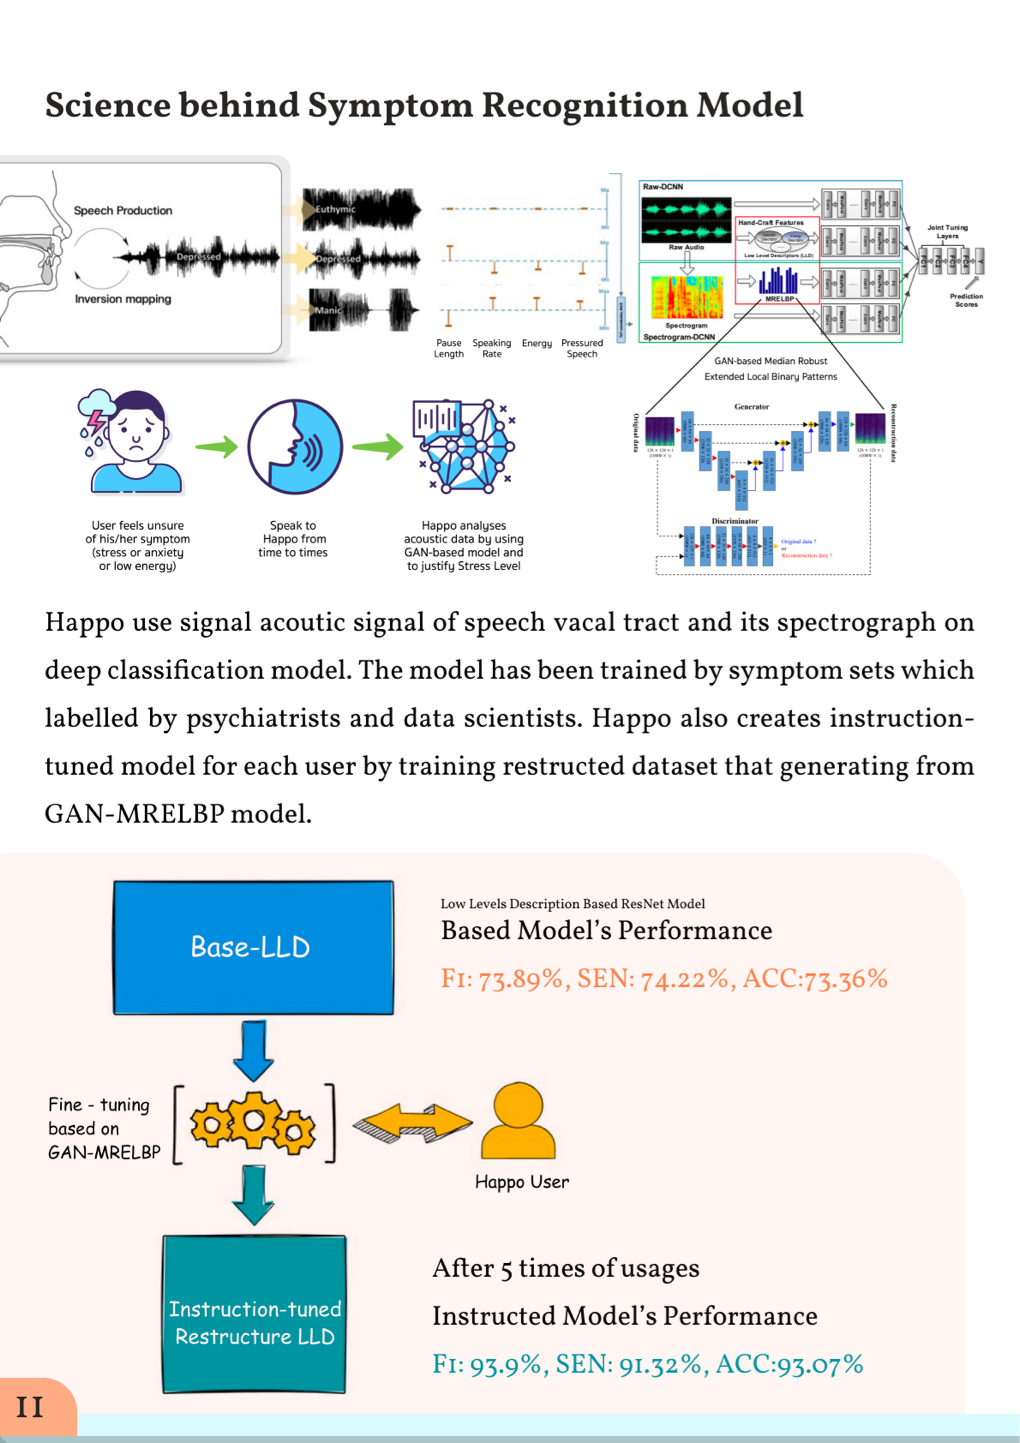 Science behind Symptom Recognition Model
Speech Production
Depressed
Inversion mapping
Euthymic
Depressed
Manic
Pause
Length
Speaking
Rate
Energy
Pressured
Speech
Raw-DCNN
Raw Audio
Hand-Craft Features
Low Level Descriptors (LLD)
MRELBP
Spectrogram
Spectrogram-DCNN
Joint Tuning
Layers
Prediction
Scores
GAN-based Median Robust
Extended Local Binary Patterns
Generator
Original data
Reconstruction data
Discriminator
Original data ?
or
Reconstruction data ?
User feels unsure
of his/her symptom
(stress or anxiety
or low energy)
Speak to
Happo from
time to times
Happo analyses
acoustic data by using
GAN-based model and
to justify Stress Level
Happo use signal acoutic signal of speech vacal tract and its spectrograph on
deep classification model. The model has been trained by symptom sets which
labelled by psychiatrists and data scientists. Happo also creates instruction-
tuned model for each user by training restructed dataset that generating from
GAN-MRELBP model.
Base-LLD
Low Levels Description Based ResNet Model
Based Model's Performance
F1: 73.89%, SEN: 74.22%, ACC:73.36%
Fine - tuning
based on
GAN-MRELBP
Happo User
Instruction-tuned
Restructure LLD
After 5 times of usages
Instructed Model's Performance
F1: 93.9%, SEN: 91.32%, ACC:93.07%
11